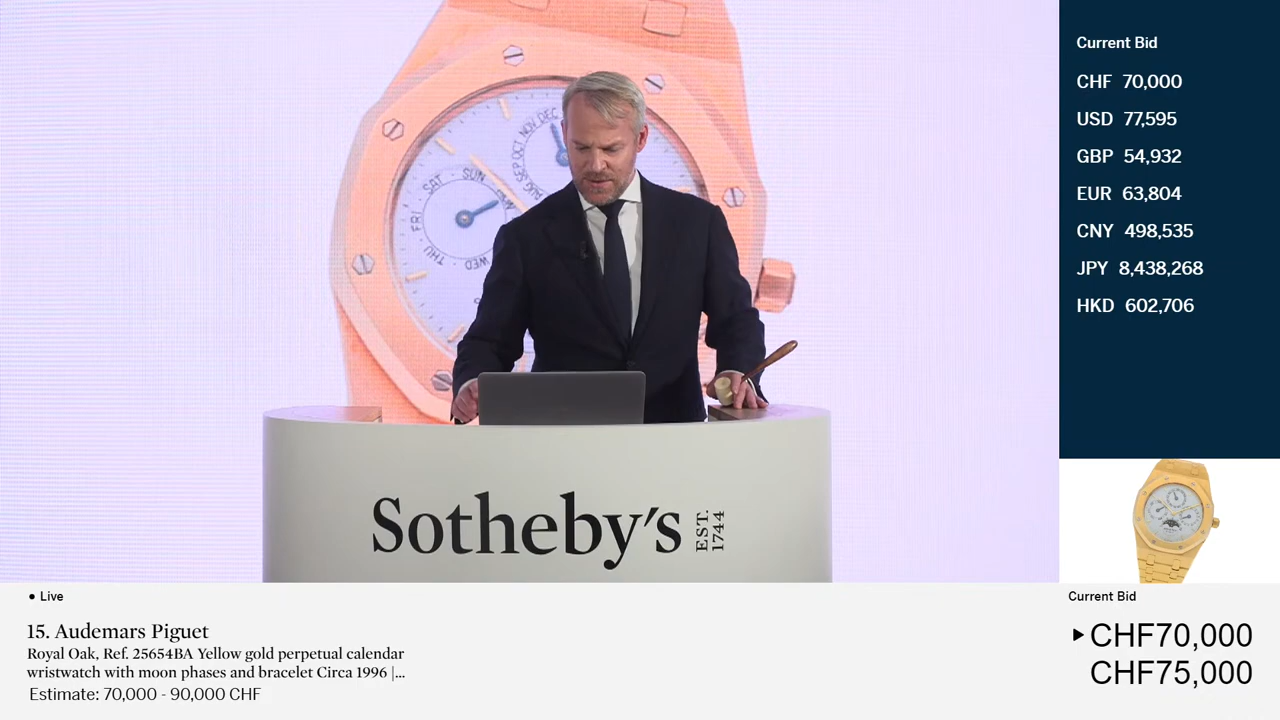 Current Bid
CHF 70,000
USD 77,595
GBP 54,932
EUR 63,804
CNY 498,535
JPY 8,438,268
HKD 602,706
NOV DEC
AUG SEP OCT
SUN
SAT
FRI
THU
WED
Sotheby's
EST.
1744
• Live
15. Audemars Piguet
Royal Oak, Ref. 25654BA Yellow gold perpetual calendar
wristwatch with moon phases and bracelet Circa 1996 |...
Estimate: 70,000 - 90,000 CHF
Current Bid
CHF70,000
CHF75,000